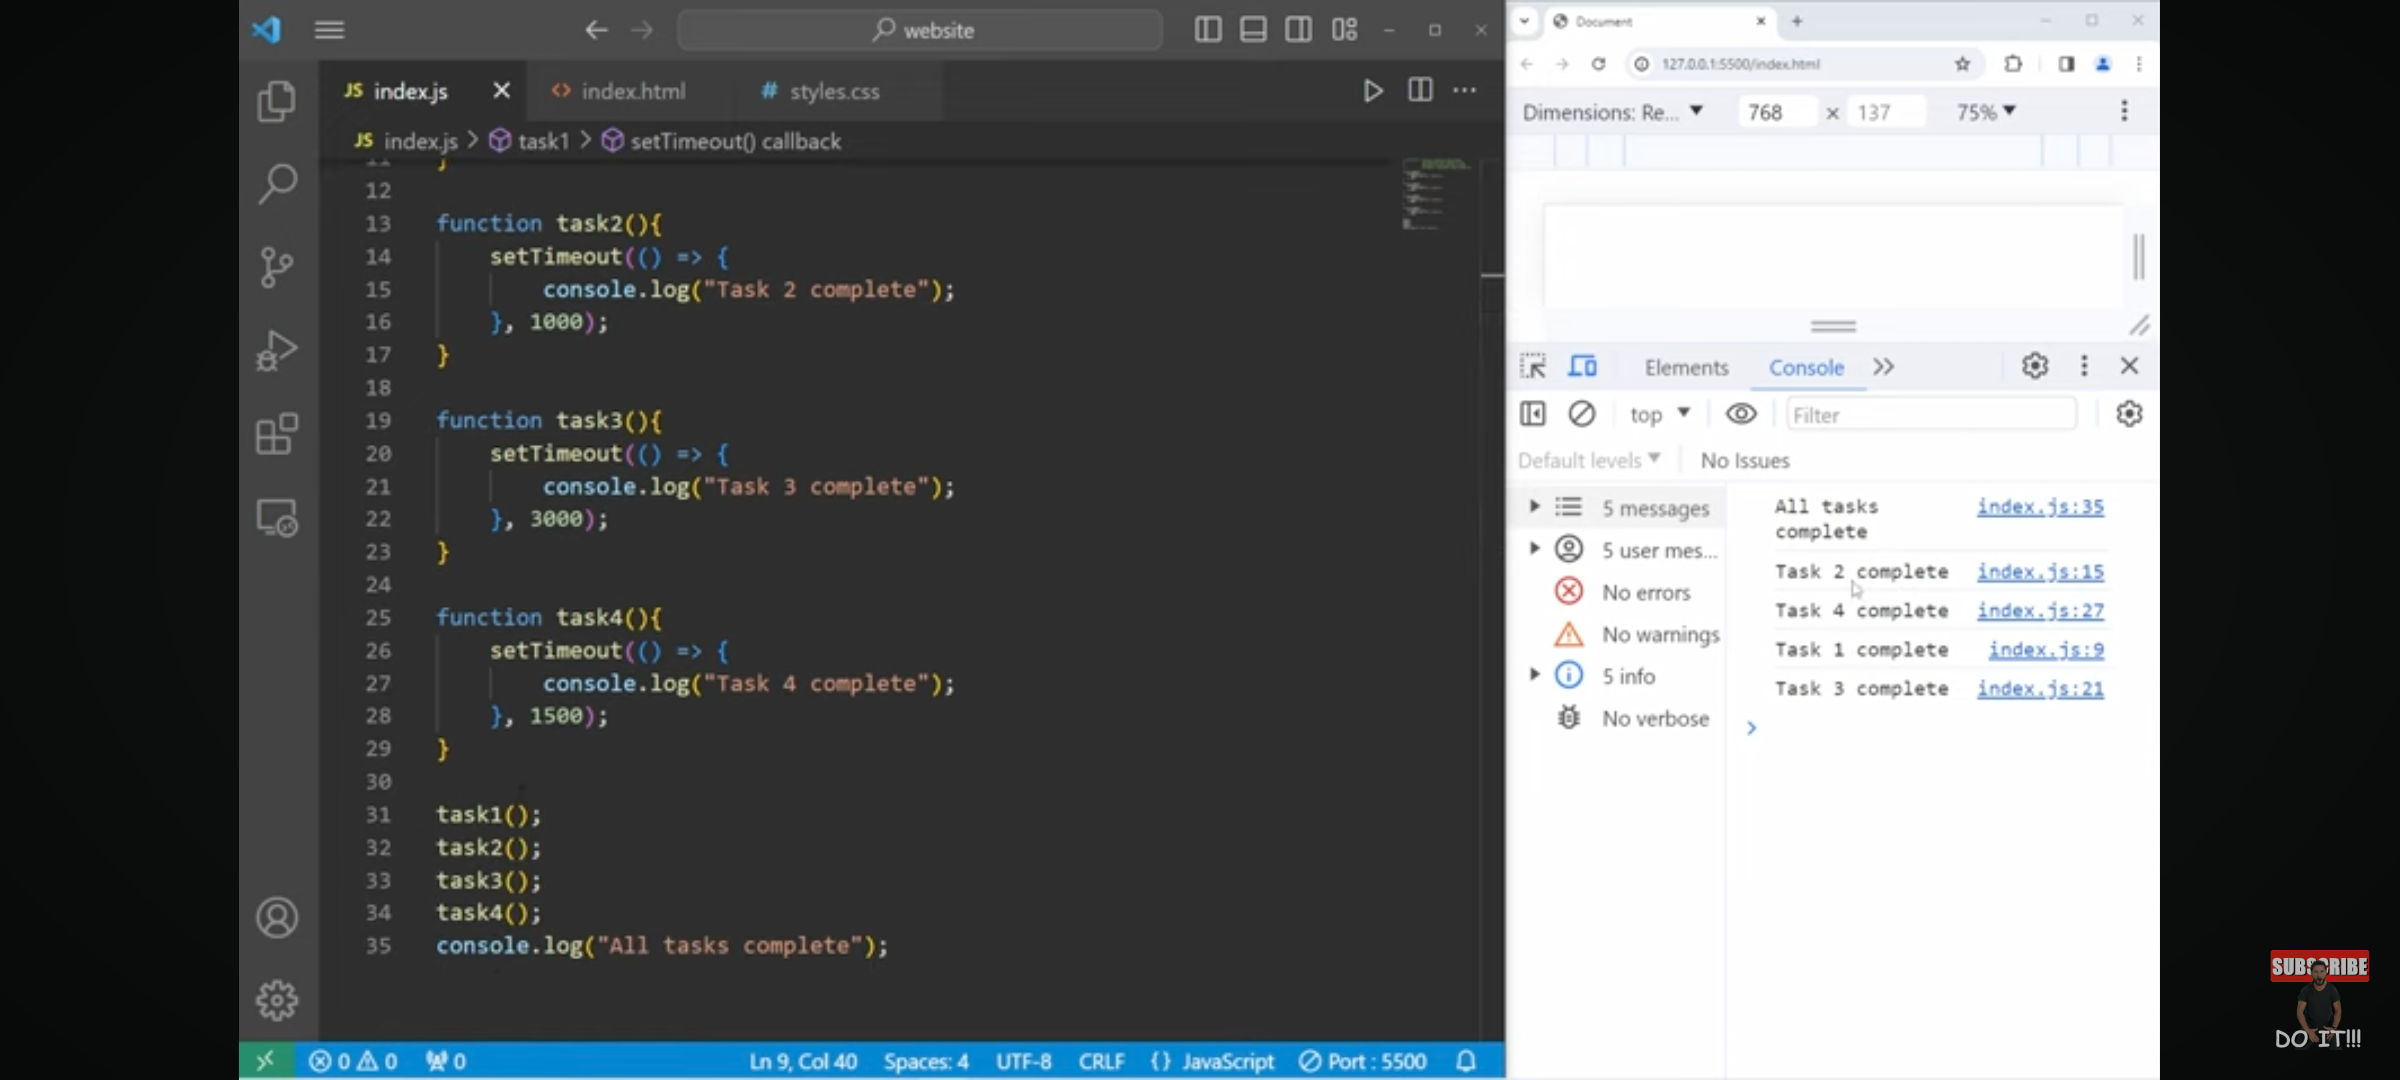 website
JS index.js
<> index.html
# styles.css
JS index.js > task1 > setTimeout() callback
11 }
12
13 function task2(){
14 setTimeout(() => {
15 console.log("Task 2 complete");
16 }, 1000);
17 }
18
19 function task3(){
20 setTimeout(() => {
21 console.log("Task 3 complete");
22 }, 3000);
23 }
24
25 function task4(){
26 setTimeout(() => {
27 console.log("Task 4 complete");
28 }, 1500);
29 }
30
31 task1();
32 task2();
33 task3();
34 task4();
35 console.log("All tasks complete");
0 0 0
Ln 9, Col 40 Spaces: 4 UTF-8 CRLF {} JavaScript Port : 5500
Document
127.0.0.1:5500/index.html
Dimensions: Re... 768 × 137 75%
Elements Console
top Filter
Default levels No Issues
5 messages
5 user mes...
No errors
No warnings
5 info
No verbose
All tasks index.js:35
complete
Task 2 complete index.js:15
Task 4 complete index.js:27
Task 1 complete index.js:9
Task 3 complete index.js:21
SUBSCRIBE
DO IT!!!